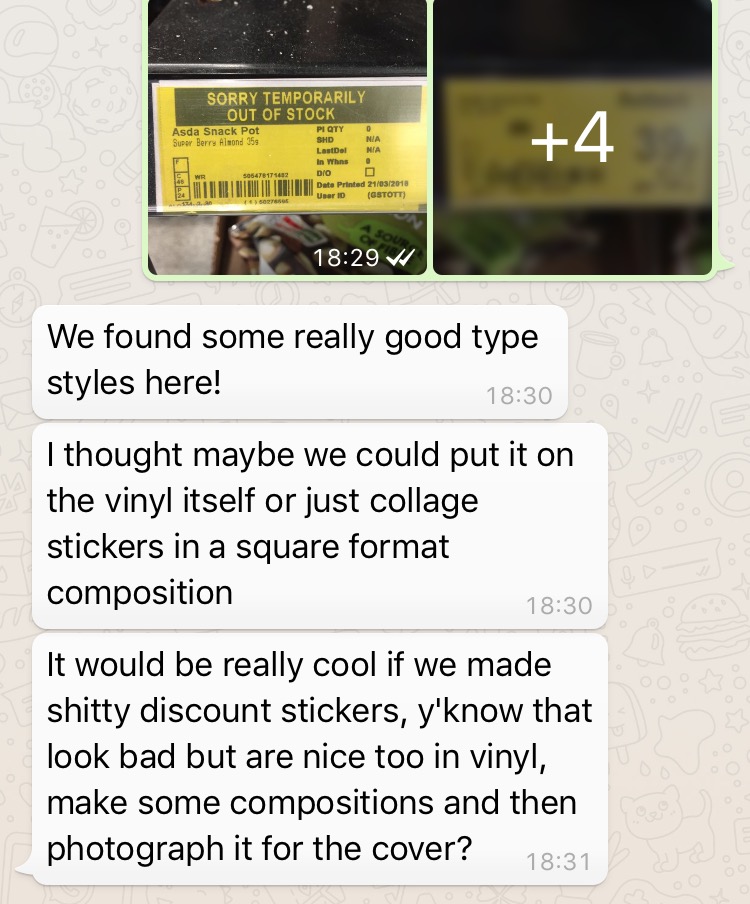 SORRY TEMPORARILY
OUT OF STOCK
Asda Snack Pot
Super Berry Almond 35g
PI QTY 0
SHD N/A
LastDel N/A
In Whns 0
D/O
Date Printed 21/03/2018
User ID (GSTOTT)
F
C
P
24
WR 505478171482
18:29
+4
We found some really good type
styles here!
18:30
I thought maybe we could put it on
the vinyl itself or just collage
stickers in a square format
composition
18:30
It would be really cool if we made
shitty discount stickers, y'know that
look bad but are nice too in vinyl,
make some compositions and then
photograph it for the cover?
18:31